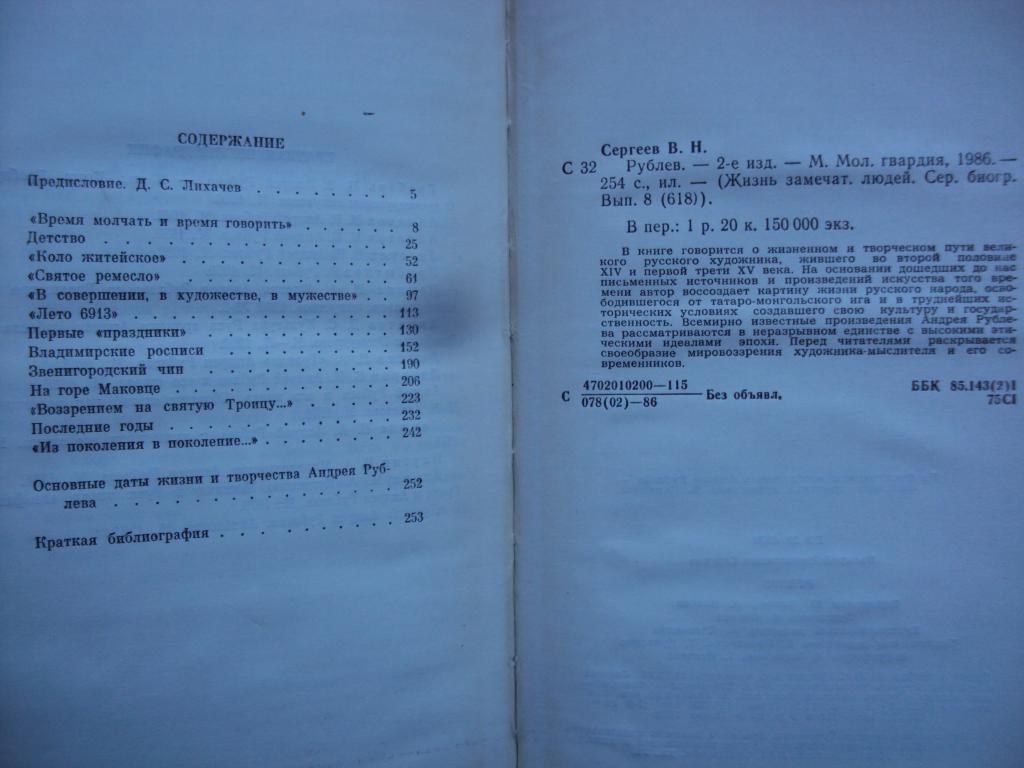 СОДЕРЖАНИЕ
Предисловие. Д. С. Лихачев . . . . . . . . . 5
«Время молчать и время говорить» . . . . . . 8
Детство . . . . . . . . . . . . . . . . 25
«Коло житейское» . . . . . . . . . . . . . 52
«Святое ремесло» . . . . . . . . . . . . . 61
«В совершении, в художестве, в мужестве» . . . 97
«Лето 6913» . . . . . . . . . . . . . . . 113
Первые «праздники» . . . . . . . . . . . . 130
Владимирские росписи . . . . . . . . . . . 152
Звенигородский чин . . . . . . . . . . . . 190
На горе Маковце . . . . . . . . . . . . . 206
«Воззрением на святую Троицу...» . . . . . . . 223
Последние годы . . . . . . . . . . . . . . 232
«Из поколения в поколение...» . . . . . . . . 242
Основные даты жизни и творчества Андрея Руб-
лева . . . . . . . . . . . . . . . . . 252
Краткая библиография . . . . . . . . . . . 253
Сергеев В. Н.
С 32 Рублев. — 2-е изд. — М. Мол. гвардия, 1986. —
254 с., ил. — (Жизнь замечат. людей. Сер. биогр.
Вып. 8 (618)).
В пер.: 1 р. 20 к. 150 000 экз.
В книге говорится о жизненном и творческом пути вели-
кого русского художника, жившего во второй половине
XIV и первой трети XV века. На основании дошедших до нас
письменных источников и произведений искусства того вре-
мени автор воссоздает картину жизни русского народа, осво-
бодившегося от татаро-монгольского ига и в труднейших ис-
торических условиях создавшего свою культуру и государ-
ственность. Всемирно известные произведения Андрея Рубле-
ва рассматриваются в неразрывном единстве с высокими эти-
ческими идеалами эпохи. Перед читателями раскрывается
своеобразие мировоззрения художника-мыслителя и его со-
временников.
С 4702010200—115 Без объявл. ББК 85.143(2)1
078(02)—86 75С1